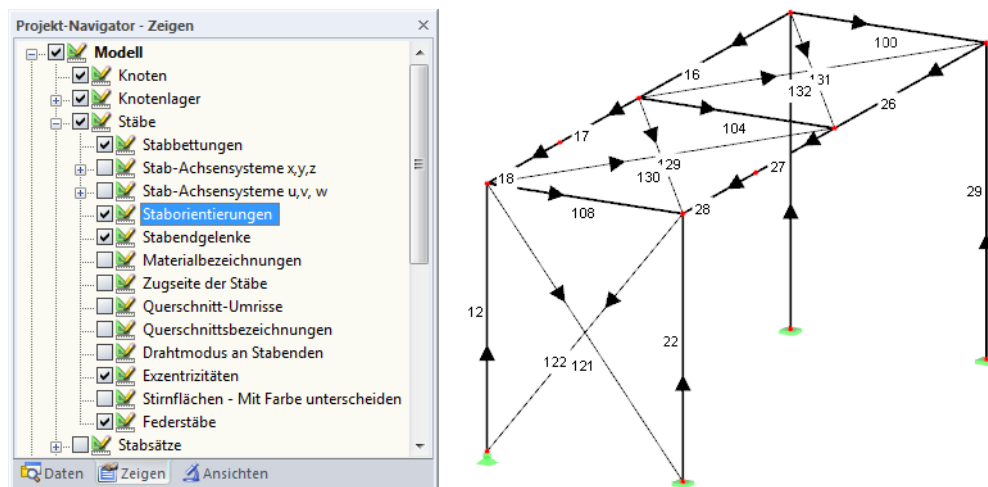 Projekt-Navigator - Zeigen
Modell
Knoten
Knotenlager
Stäbe
Stabbettungen
Stab-Achsensysteme x,y,z
Stab-Achsensysteme u,v, w
Staborientierungen
Stabendgelenke
Materialbezeichnungen
Zugseite der Stäbe
Querschnitt-Umrisse
Querschnittsbezeichnungen
Drahtmodus an Stabenden
Exzentrizitäten
Stirnflächen - Mit Farbe unterscheiden
Federstäbe
Stabsätze
Daten Zeigen Ansichten
100
16
131
132
26
17
104
129
27
130
18
108
28
29
12
22
122 121